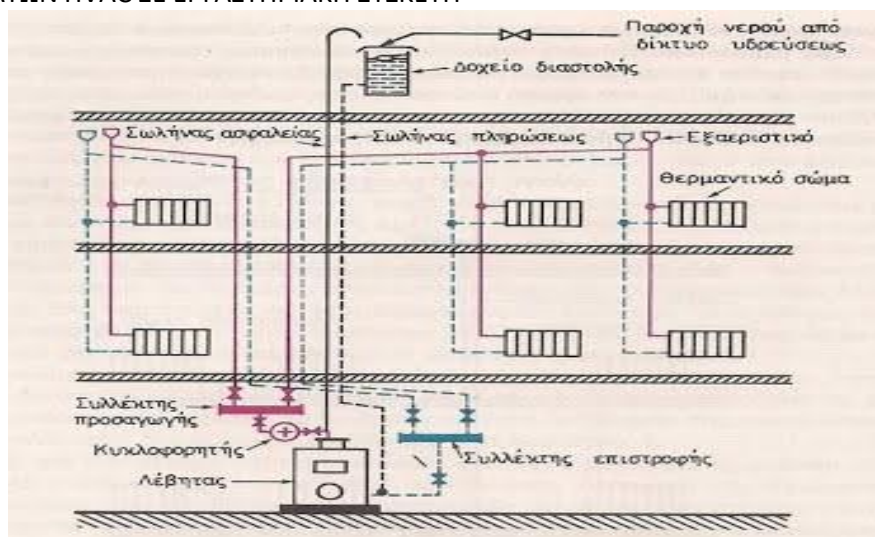 Παροχή νερού από
δίκτυο υδρεύσεως
Δοχείο διαστολής
Σωλήνας ασφαλείας
Σωλήνας πληρώσεως
Εξαεριστικό
Θερμαντικό σώμα
Συλλέκτης
προσαγωγής
Κυκλοφορητής
Λέβητας
Συλλέκτης επιστροφής